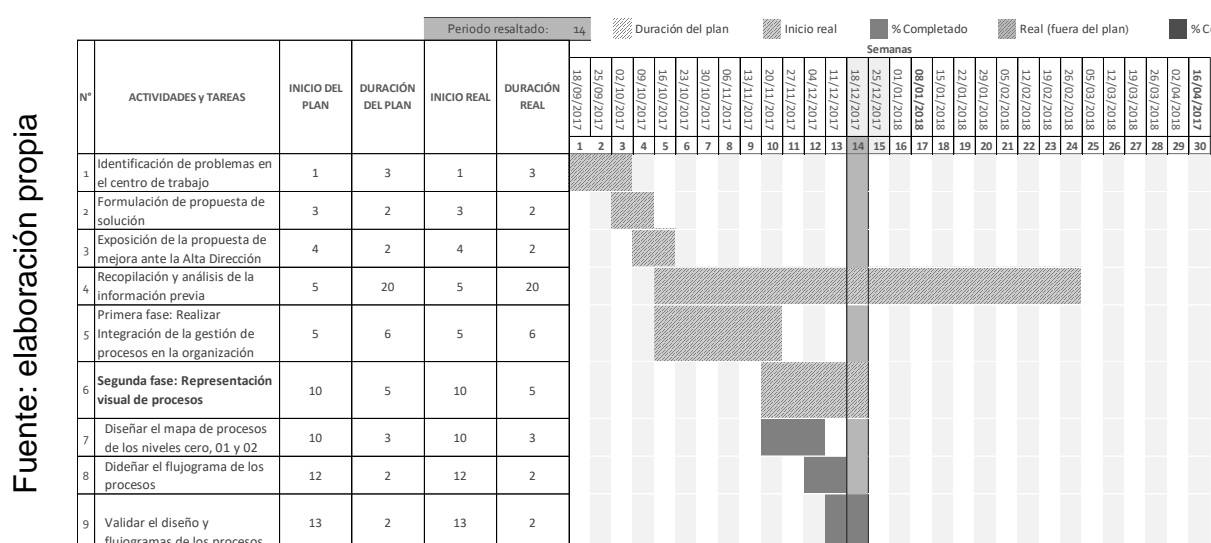 Periodo resaltado: 14 Duración del plan Inicio real % Completado Real (fuera del plan) % C
Semanas
N° ACTIVIDADES y TAREAS INICIO DEL PLAN DURACIÓN DEL PLAN INICIO REAL DURACIÓN REAL
18/09/2017 25/09/2017 02/10/2017 09/10/2017 16/10/2017 23/10/2017 30/10/2017 06/11/2017 13/11/2017 20/11/2017 27/11/2017 04/12/2017 11/12/2017 18/12/2017 25/12/2017 01/01/2018 08/01/2018 15/01/2018 22/01/2018 29/01/2018 05/02/2018 12/02/2018 19/02/2018 26/02/2018 05/03/2018 12/03/2018 19/03/2018 26/03/2018 02/04/2018 16/04/2017
1 2 3 4 5 6 7 8 9 10 11 12 13 14 15 16 17 18 19 20 21 22 23 24 25 26 27 28 29 30
1 Identificación de problemas en
el centro de trabajo 1 3 1 3
2 Formulación de propuesta de
solución 3 2 3 2
3 Exposición de la propuesta de
mejora ante la Alta Dirección 4 2 4 2
4 Recopilación y análisis de la
información previa 5 20 5 20
Primera fase: Realizar
5 Integración de la gestión de 5 6 5 6
procesos en la organización
6 Segunda fase: Representación
visual de procesos 10 5 10 5
7 Diseñar el mapa de procesos
de los niveles cero, 01 y 02 10 3 10 3
8 Dideñar el flujograma de los
procesos 12 2 12 2
9 Validar el diseño y 13 2 13 2
flujogramas de los procesos
Fuente: elaboración propia